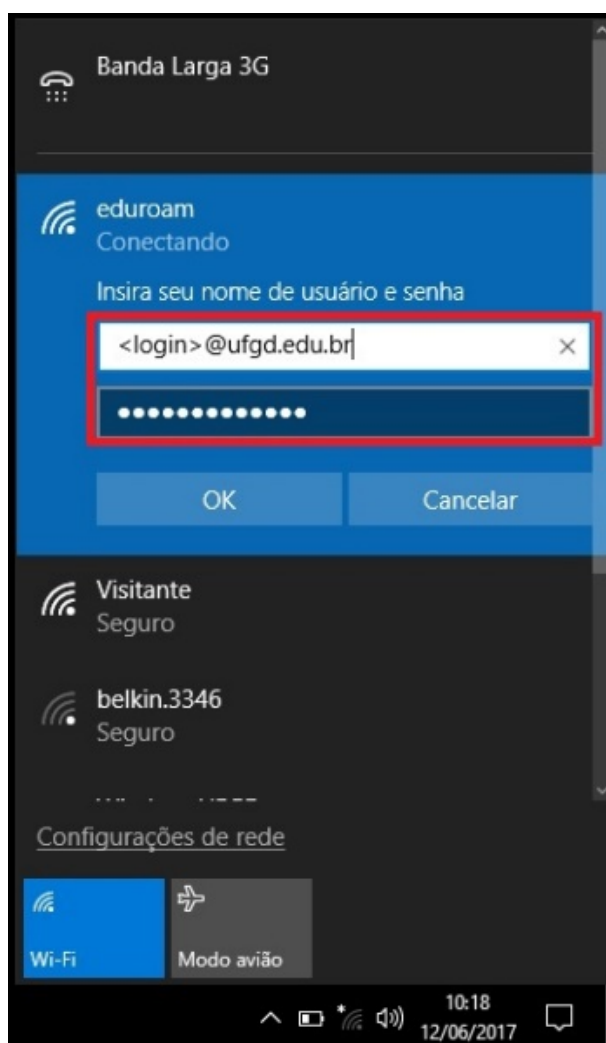 Banda Larga 3G
eduroam
Conectando
Insira seu nome de usuário e senha
<login>@ufgd.edu.br
OK
Cancelar
Visitante
Seguro
belkin.3346
Seguro
Configurações de rede
Wi-Fi
Modo avião
10:18
12/06/2017